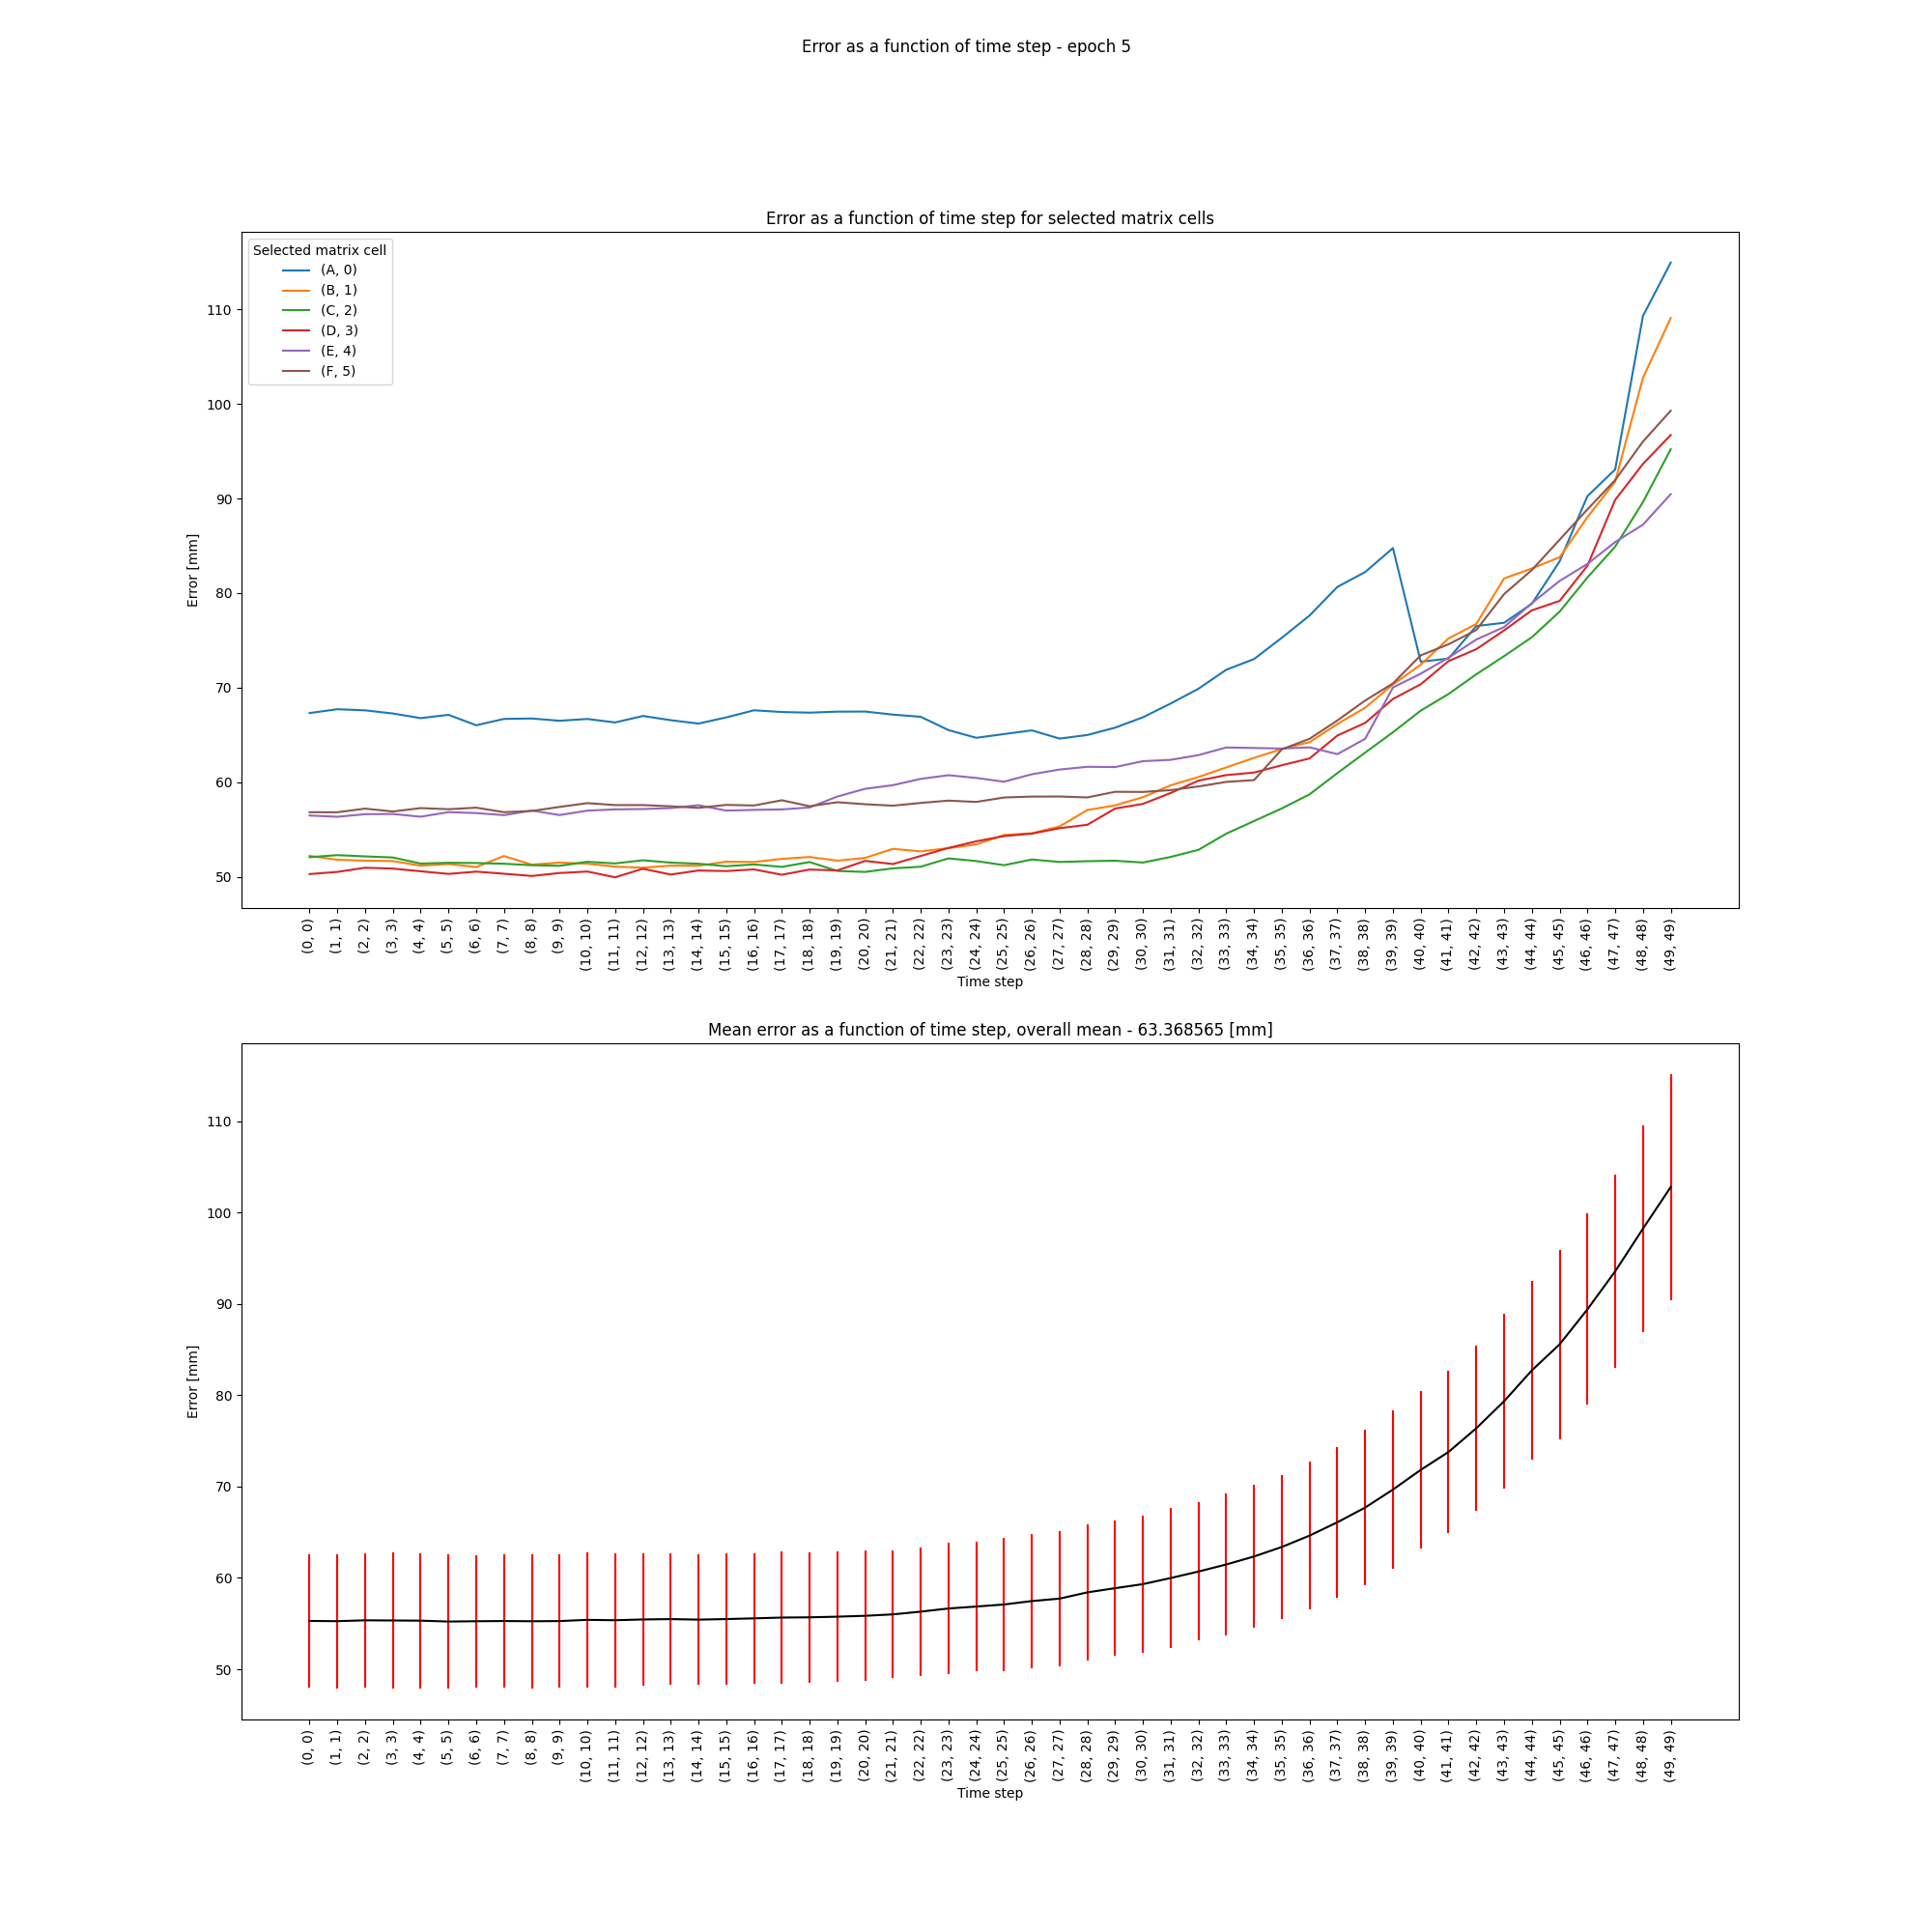 Error as a function of time step - epoch 5
Error as a function of time step for selected matrix cells
Selected matrix cell
(A, 0)
(B, 1)
(C, 2)
(D, 3)
(E, 4)
(F, 5)
Error [mm]
110
100
90
80
70
60
50
(0, 0) (1, 1) (2, 2) (3, 3) (4, 4) (5, 5) (6, 6) (7, 7) (8, 8) (9, 9) (10, 10) (11, 11) (12, 12) (13, 13) (14, 14) (15, 15) (16, 16) (17, 17) (18, 18) (19, 19) (20, 20) (21, 21) (22, 22) (23, 23) (24, 24) (25, 25) (26, 26) (27, 27) (28, 28) (29, 29) (30, 30) (31, 31) (32, 32) (33, 33) (34, 34) (35, 35) (36, 36) (37, 37) (38, 38) (39, 39) (40, 40) (41, 41) (42, 42) (43, 43) (44, 44) (45, 45) (46, 46) (47, 47) (48, 48) (49, 49)
Time step
Mean error as a function of time step, overall mean - 63.368565 [mm]
Error [mm]
110
100
90
80
70
60
50
(0, 0) (1, 1) (2, 2) (3, 3) (4, 4) (5, 5) (6, 6) (7, 7) (8, 8) (9, 9) (10, 10) (11, 11) (12, 12) (13, 13) (14, 14) (15, 15) (16, 16) (17, 17) (18, 18) (19, 19) (20, 20) (21, 21) (22, 22) (23, 23) (24, 24) (25, 25) (26, 26) (27, 27) (28, 28) (29, 29) (30, 30) (31, 31) (32, 32) (33, 33) (34, 34) (35, 35) (36, 36) (37, 37) (38, 38) (39, 39) (40, 40) (41, 41) (42, 42) (43, 43) (44, 44) (45, 45) (46, 46) (47, 47) (48, 48) (49, 49)
Time step